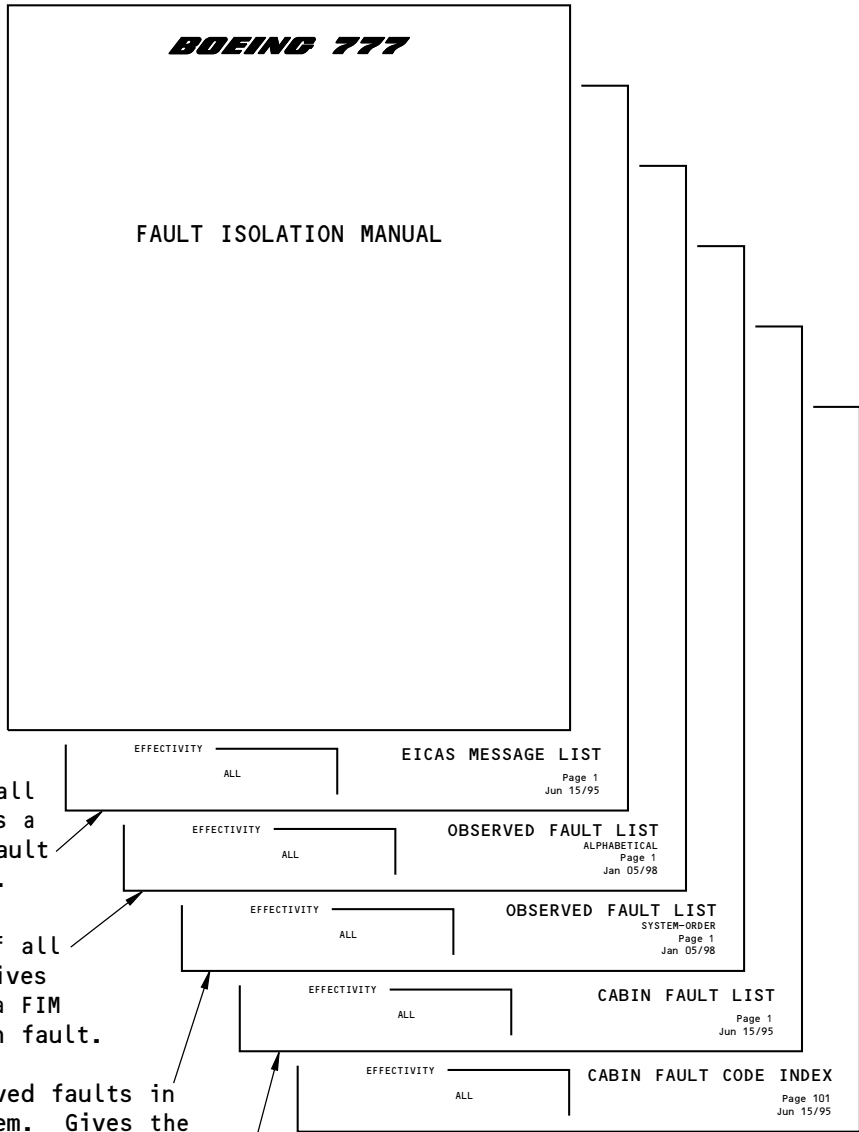 BOEING 777
FAULT ISOLATION MANUAL
EFFECTIVITY
ALL
EICAS MESSAGE LIST
Page 1
Jun 15/95
all
s a
ault
.
EFFECTIVITY
ALL
OBSERVED FAULT LIST
ALPHABETICAL
Page 1
Jan 05/98
f all
ives
a FIM
n fault.
EFFECTIVITY
ALL
OBSERVED FAULT LIST
SYSTEM-ORDER
Page 1
Jan 05/98
EFFECTIVITY
ALL
CABIN FAULT LIST
Page 1
Jun 15/95
ved faults in
em. Gives the
EFFECTIVITY
ALL
CABIN FAULT CODE INDEX
Page 101
Jun 15/95